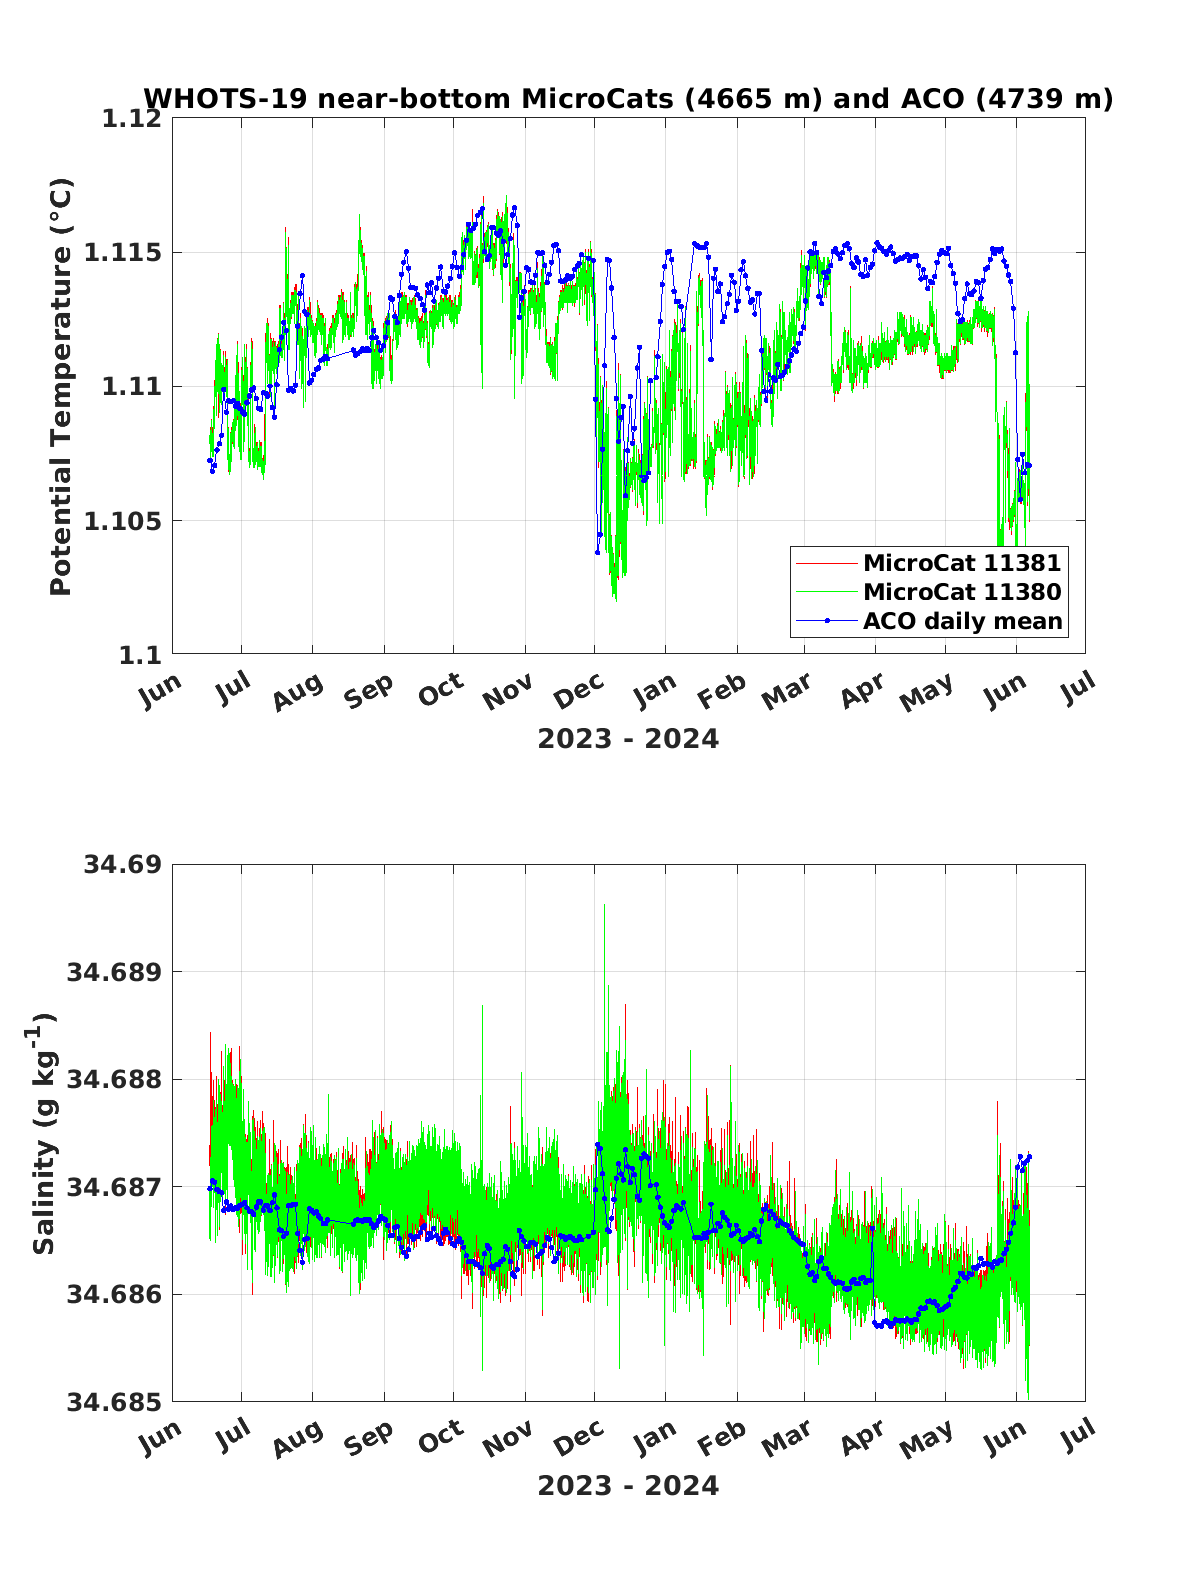 WHOTS-19 near-bottom MicroCats (4665 m) and ACO (4739 m)
1.12
1.115
1.11
1.105
1.1
Potential Temperature (°C)
MicroCat 11381
MicroCat 11380
ACO daily mean
Jun Jul Aug Sep Oct Nov Dec Jan Feb Mar Apr May Jun Jul
2023 - 2024
34.69
34.689
34.688
34.687
34.686
34.685
Salinity (g kg⁻¹)
Jun Jul Aug Sep Oct Nov Dec Jan Feb Mar Apr May Jun Jul
2023 - 2024